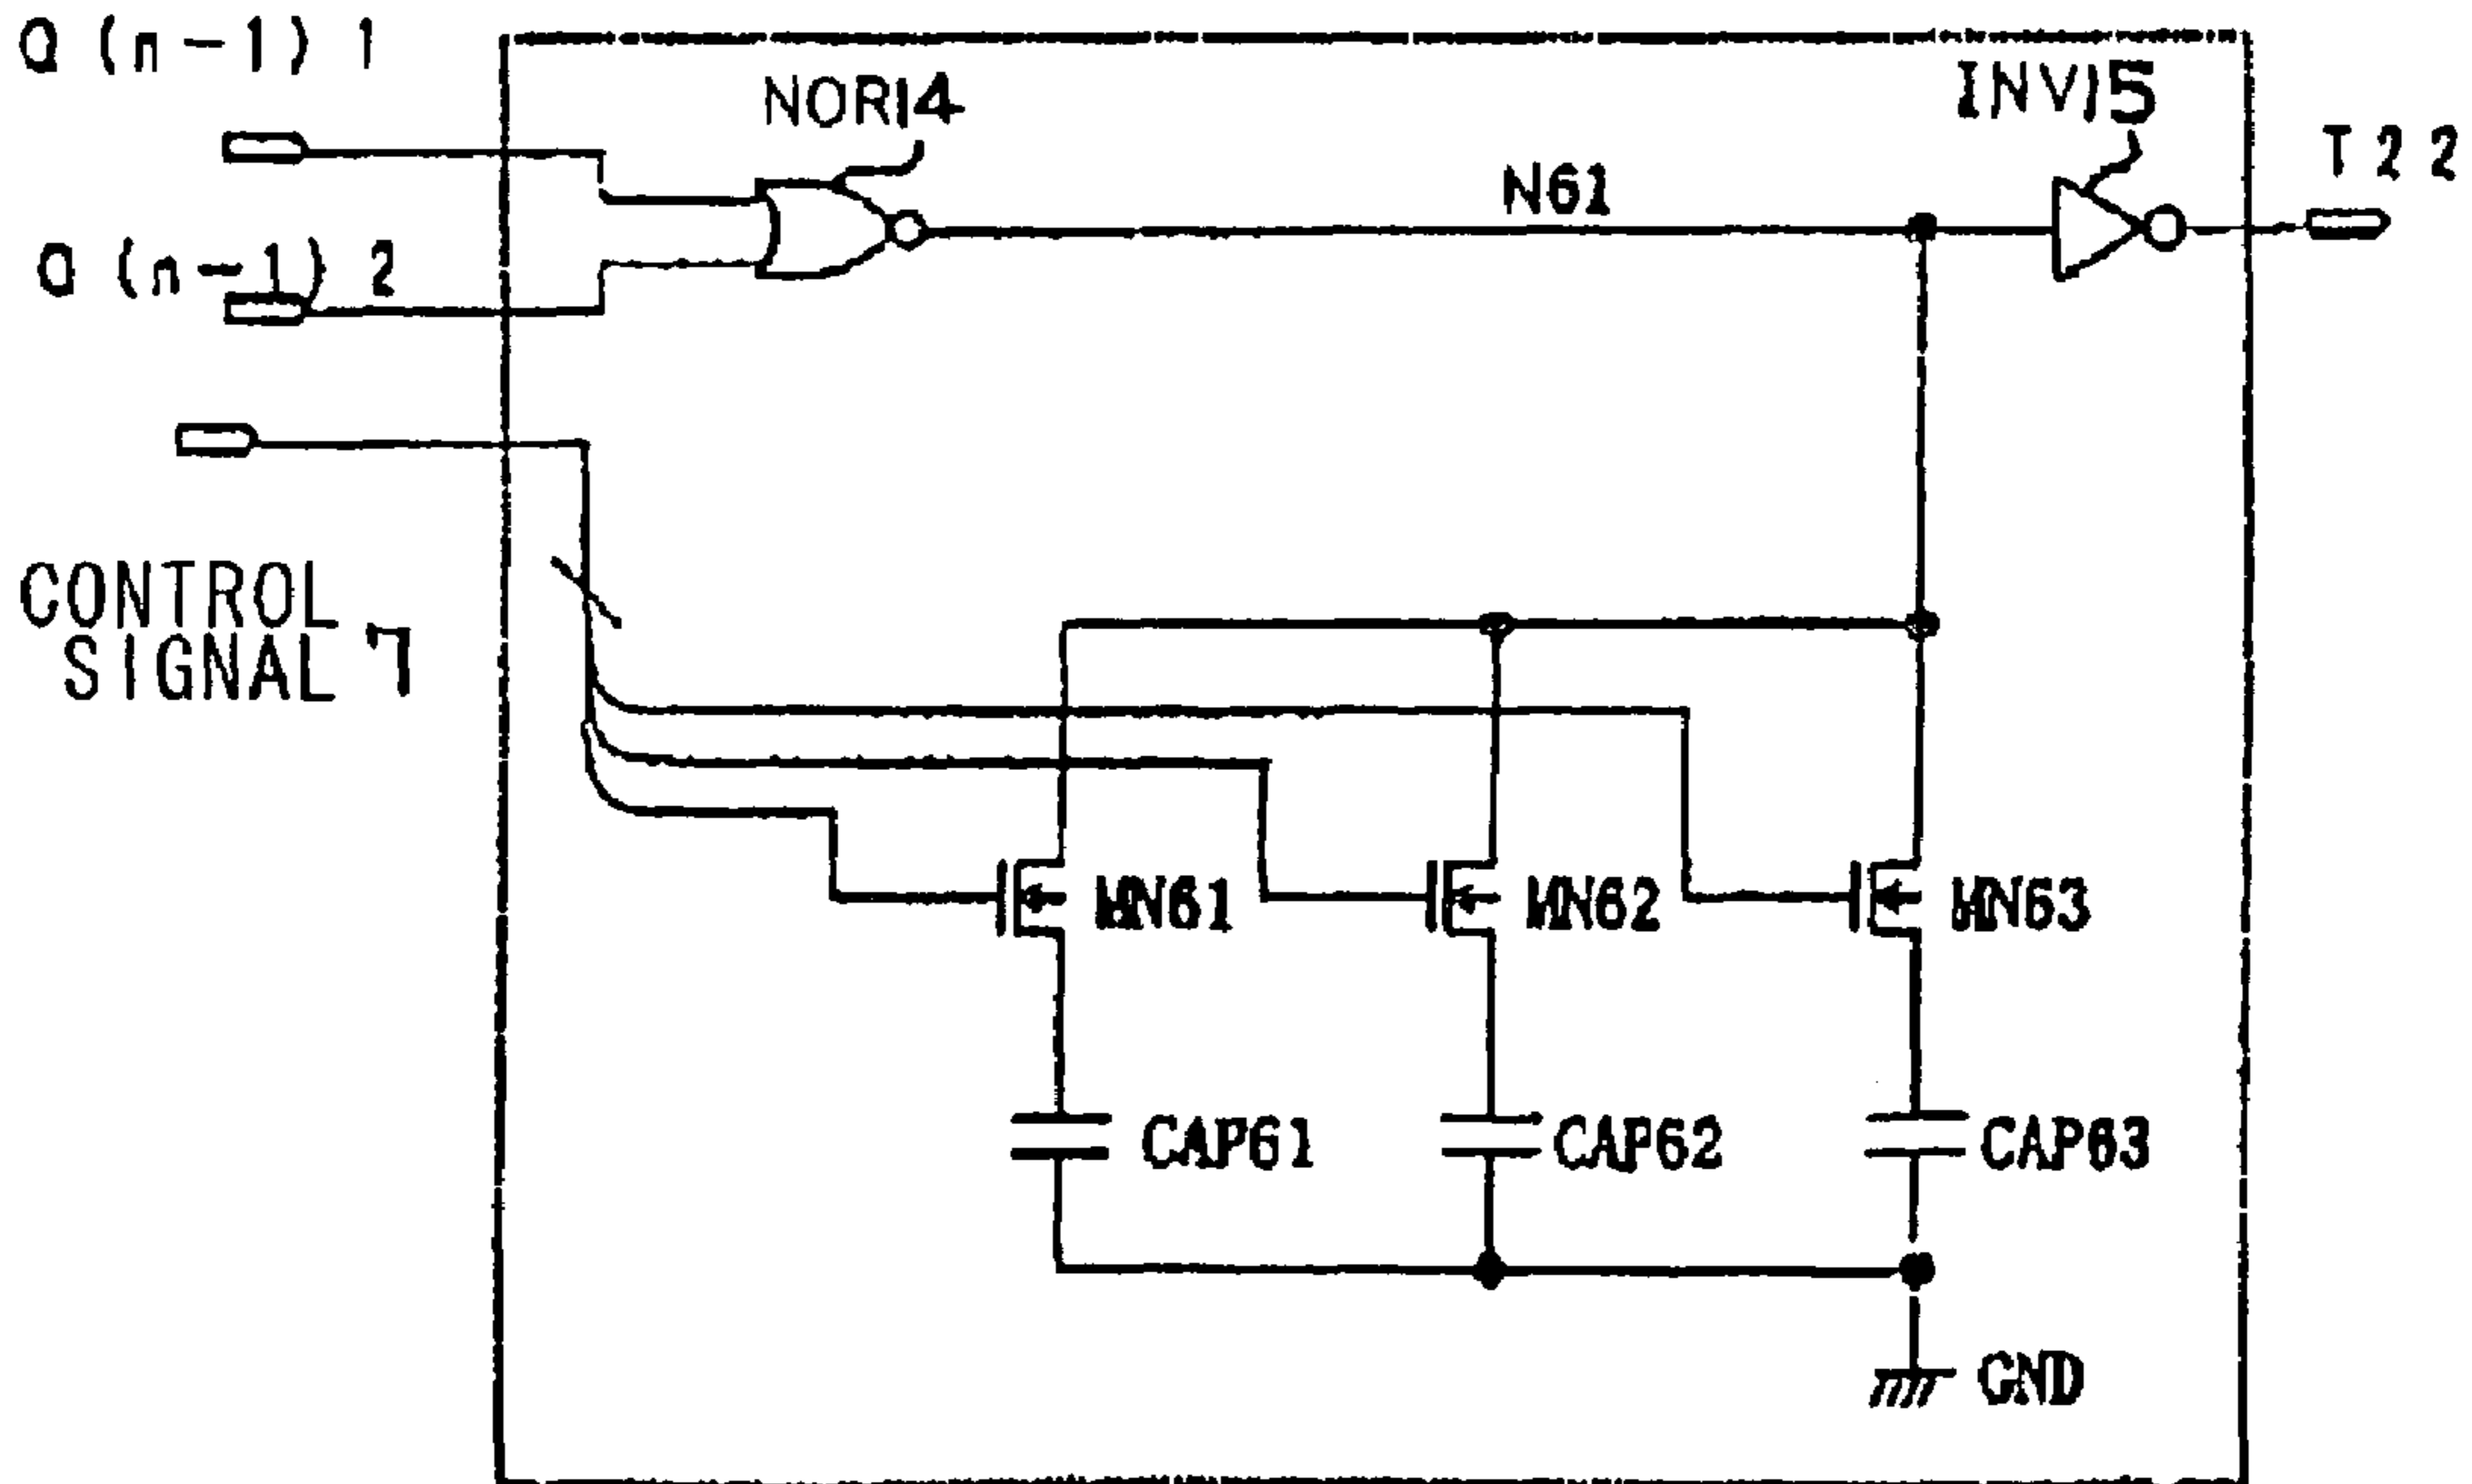 Q (n-1) 1
NOR14
INV15
T22
N61
Q (n-1) 2
CONTROL
SIGNAL 7
MN61
MN62
MN63
CAP61
CAP62
CAP63
GND